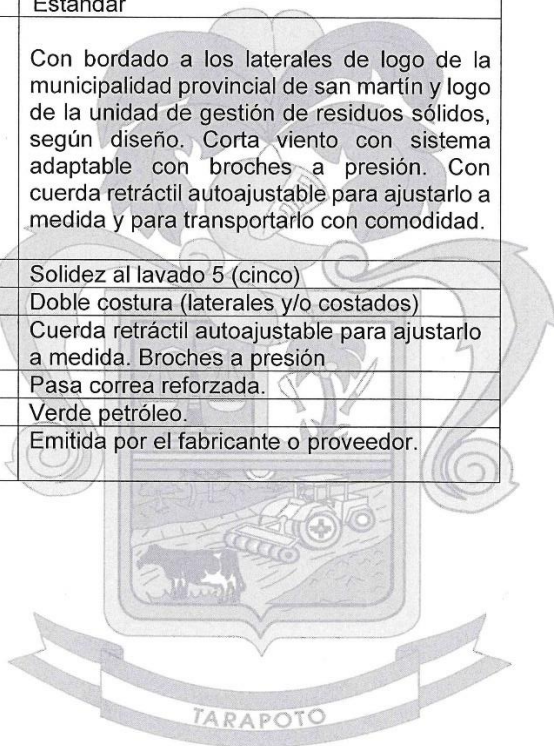 Estándar
Con bordado a los laterales de logo de la
municipalidad provincial de san martín y logo
de la unidad de gestión de residuos sólidos,
según diseño. Corta viento con sistema
adaptable con broches a presión. Con
cuerda retráctil autoajustable para ajustarlo a
medida y para transportarlo con comodidad.
Solidez al lavado 5 (cinco)
Doble costura (laterales y/o costados)
Cuerda retráctil autoajustable para ajustarlo
a medida. Broches a presión
Pasa correa reforzada.
Verde petróleo.
Emitida por el fabricante o proveedor.
TARAPOTO